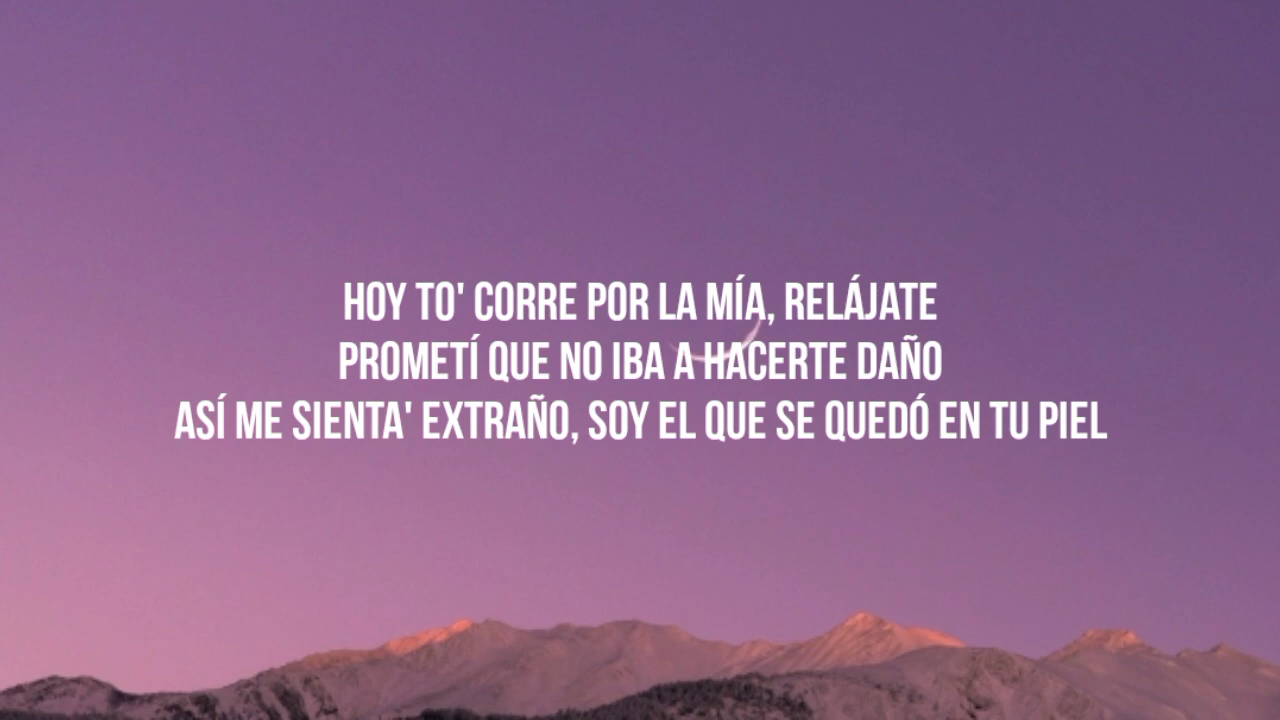 HOY TO' CORRE POR LA MÍA, RELÁJATE
PROMETÍ QUE NO IBA A HACERTE DAÑO
ASÍ ME SIENTA' EXTRAÑO, SOY EL QUE SE QUEDÓ EN TU PIEL